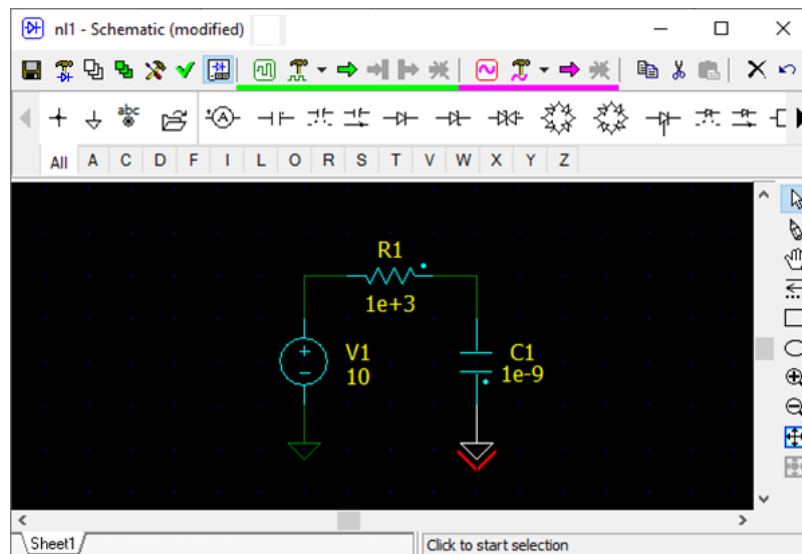 nl1 - Schematic (modified)
abc
A
All A C D F I L O R S T V W X Y Z
R1
1e+3
V1
10
C1
1e-9
Sheet1
Click to start selection